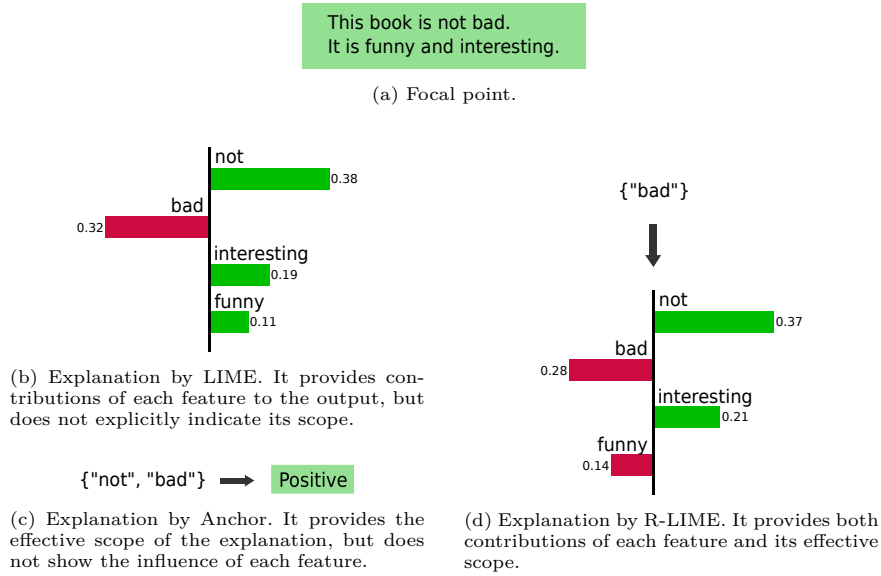 This book is not bad.
It is funny and interesting.
(a) Focal point.
not
0.38
bad
0.32
interesting
0.19
funny
0.11
(b) Explanation by LIME. It provides con-
tributions of each feature to the output, but
does not explicitly indicate its scope.
{"not", "bad"}
Positive
(c) Explanation by Anchor. It provides the
effective scope of the explanation, but does
not show the influence of each feature.
{"bad"}
not
0.37
bad
0.28
interesting
0.21
funny
0.14
(d) Explanation by R-LIME. It provides both
contributions of each feature and its effective
scope.